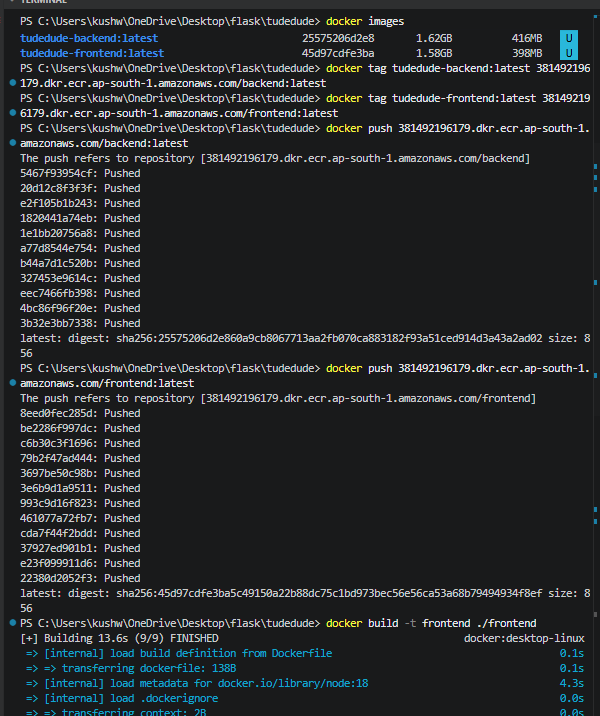 PS C:\Users\kushw\OneDrive\Desktop\flask\tudedude> docker images
tudedude-backend:latest 25575206d2e8 1.62GB 416MB U
tudedude-frontend:latest 45d97cdfe3ba 1.58GB 398MB U
PS C:\Users\kushw\OneDrive\Desktop\flask\tudedude> docker tag tudedude-backend:latest 381492196
179.dkr.ecr.ap-south-1.amazonaws.com/backend:latest
PS C:\Users\kushw\OneDrive\Desktop\flask\tudedude> docker tag tudedude-frontend:latest 38149219
6179.dkr.ecr.ap-south-1.amazonaws.com/frontend:latest
PS C:\Users\kushw\OneDrive\Desktop\flask\tudedude> docker push 381492196179.dkr.ecr.ap-south-1.
amazonaws.com/backend:latest
The push refers to repository [381492196179.dkr.ecr.ap-south-1.amazonaws.com/backend]
5467f93954cf: Pushed
20d12c8f3f3f: Pushed
e2f105b1b243: Pushed
1820441a74eb: Pushed
1e1bb20756a8: Pushed
a77d8544e754: Pushed
b44a7d1c520b: Pushed
327453e9614c: Pushed
eec7466fb398: Pushed
4bc86f96f20e: Pushed
3b32e3bb7338: Pushed
latest: digest: sha256:25575206d2e860a9cb8067713aa2fb070ca883182f93a51ced914d3a43a2ad02 size: 8
56
PS C:\Users\kushw\OneDrive\Desktop\flask\tudedude> docker push 381492196179.dkr.ecr.ap-south-1.
amazonaws.com/frontend:latest
The push refers to repository [381492196179.dkr.ecr.ap-south-1.amazonaws.com/frontend]
8eed0fec285d: Pushed
be2286f997dc: Pushed
c6b30c3f1696: Pushed
79b2f47ad444: Pushed
3697be50c98b: Pushed
3e6b9d1a9511: Pushed
993c9d16f823: Pushed
461077a72fb7: Pushed
cda7f44f2bdd: Pushed
37927ed901b1: Pushed
e23f099911d6: Pushed
22380d2052f3: Pushed
latest: digest: sha256:45d97cdfe3ba5c49150a22b88dc75c1bd973bec56e56ca53a68b79494934f8ef size: 8
56
PS C:\Users\kushw\OneDrive\Desktop\flask\tudedude> docker build -t frontend ./frontend
[+] Building 13.6s (9/9) FINISHED docker:desktop-linux
=> [internal] load build definition from Dockerfile 0.1s
=> => transferring dockerfile: 138B 0.1s
=> [internal] load metadata for docker.io/library/node:18 4.3s
=> [internal] load .dockerignore 0.0s
=> => transferring context: 2B 0.0s